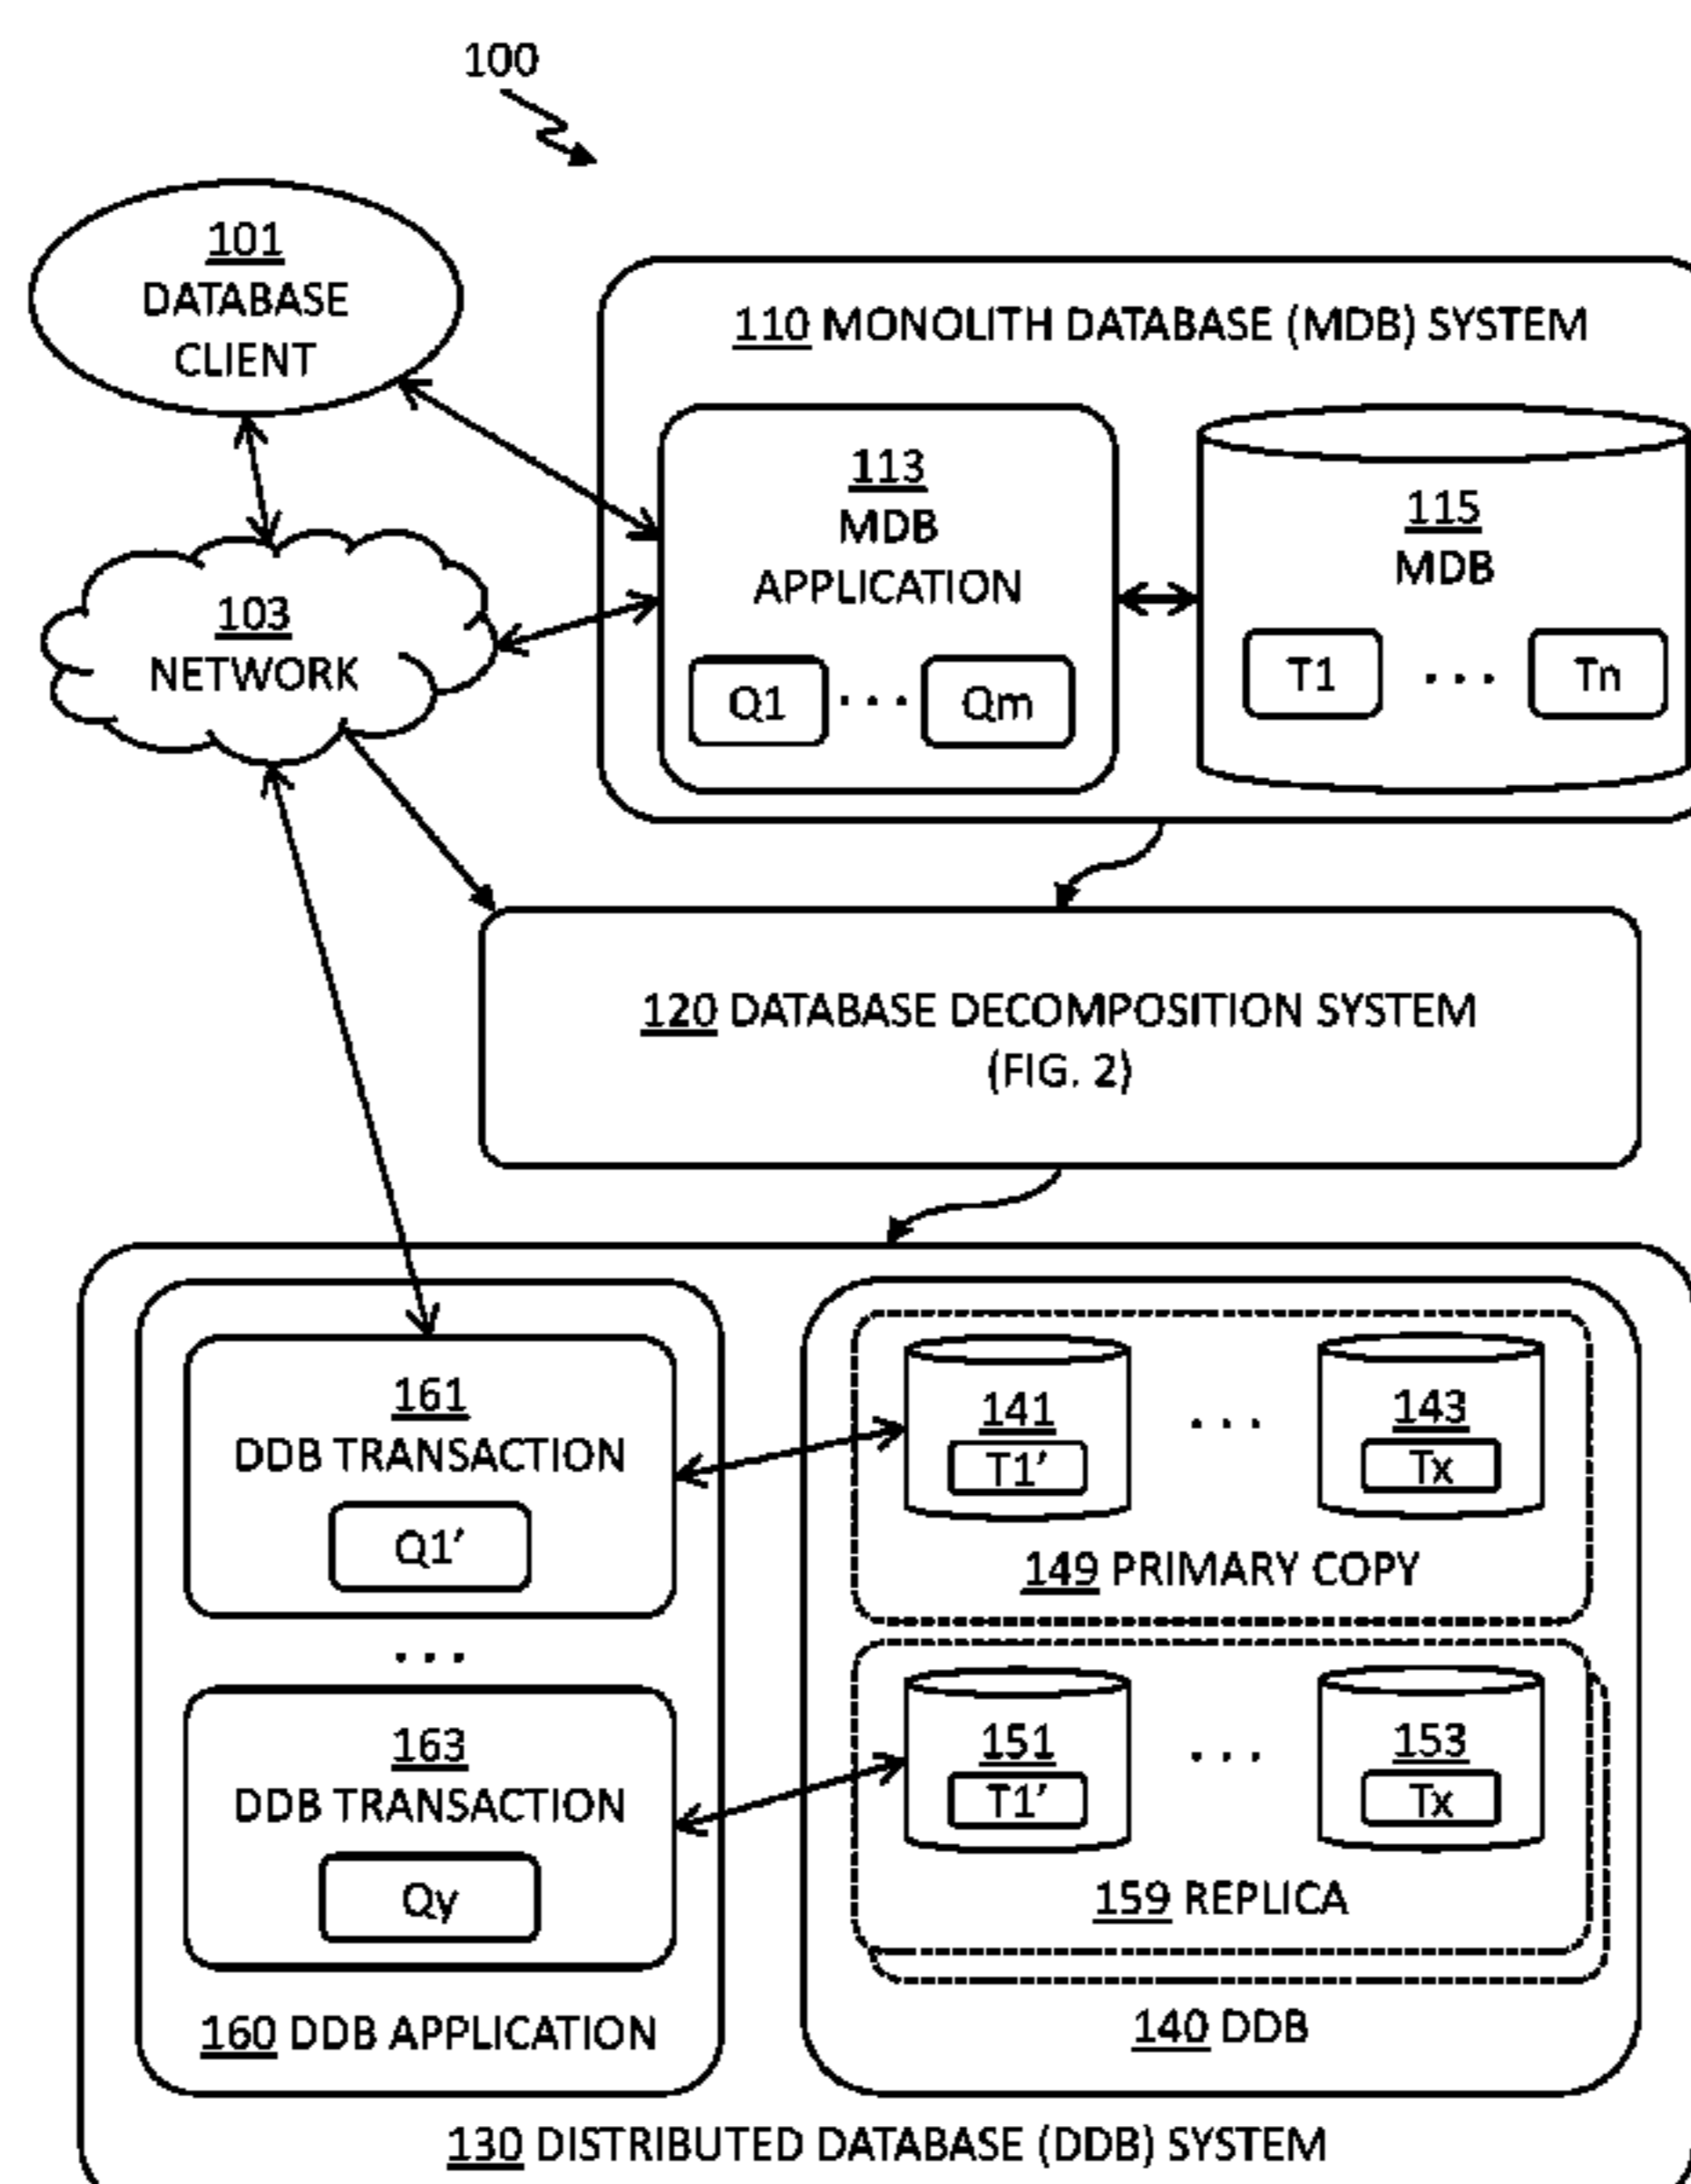 100
101
DATABASE
CLIENT
110 MONOLITH DATABASE (MDB) SYSTEM
113
MDB
APPLICATION
Q1 ... Qm
115
MDB
T1 ... Tn
103
NETWORK
120 DATABASE DECOMPOSITION SYSTEM
(FIG. 2)
161
DDB TRANSACTION
Q1’
...
163
DDB TRANSACTION
Qy
160 DDB APPLICATION
141 ... 143
T1’ Tx
149 PRIMARY COPY
151 ... 153
T1’ Tx
159 REPLICA
140 DDB
130 DISTRIBUTED DATABASE (DDB) SYSTEM